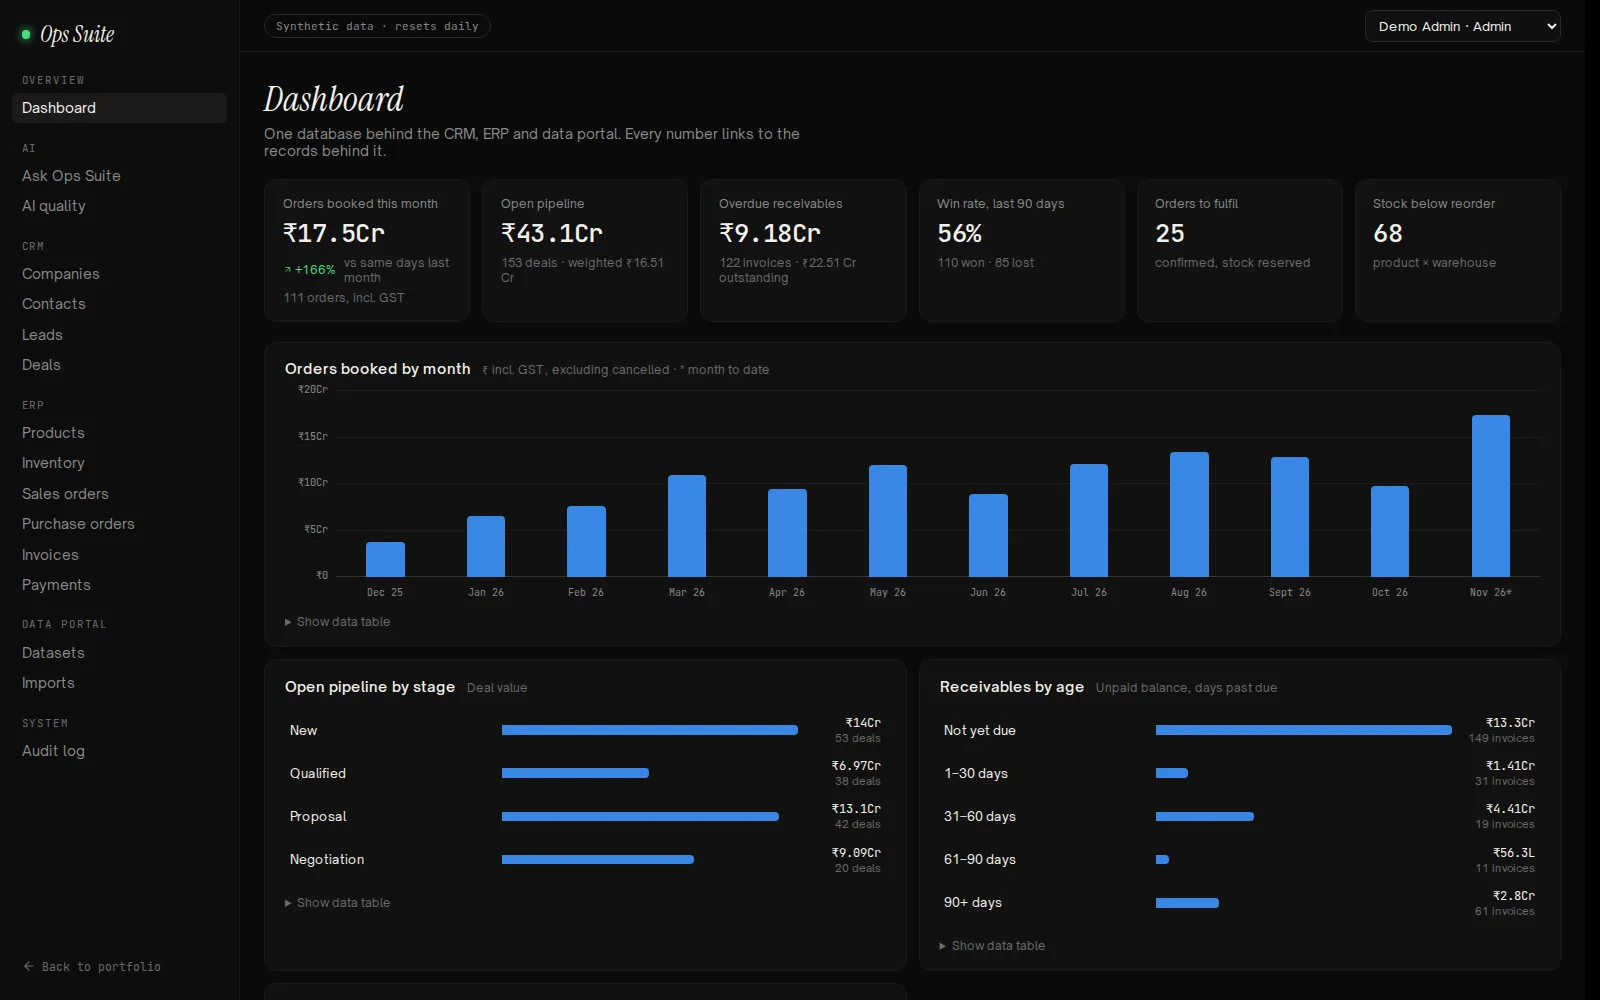 Ops Suite
OVERVIEW
Dashboard
AI
Ask Ops Suite
AI quality
CRM
Companies
Contacts
Leads
Deals
ERP
Products
Inventory
Sales orders
Purchase orders
Invoices
Payments
DATA PORTAL
Datasets
Imports
SYSTEM
Audit log
← Back to portfolio
Synthetic data · resets daily
Demo Admin · Admin
Dashboard
One database behind the CRM, ERP and data portal. Every number links to the
records behind it.
Orders booked this month
₹17.5Cr
↗ +166% vs same days last
month
111 orders, incl. GST
Open pipeline
₹43.1Cr
153 deals · weighted ₹16.51
Cr
Overdue receivables
₹9.18Cr
122 invoices · ₹22.51 Cr
outstanding
Win rate, last 90 days
56%
110 won · 85 lost
Orders to fulfil
25
confirmed, stock reserved
Stock below reorder
68
product × warehouse
Orders booked by month ₹ incl. GST, excluding cancelled · * month to date
₹20Cr
₹15Cr
₹10Cr
₹5Cr
₹0
Dec 25 Jan 26 Feb 26 Mar 26 Apr 26 May 26 Jun 26 Jul 26 Aug 26 Sept 26 Oct 26 Nov 26*
▶ Show data table
Open pipeline by stage Deal value
New ₹14Cr
53 deals
Qualified ₹6.97Cr
38 deals
Proposal ₹13.1Cr
42 deals
Negotiation ₹9.09Cr
20 deals
▶ Show data table
Receivables by age Unpaid balance, days past due
Not yet due ₹13.3Cr
149 invoices
1–30 days ₹1.41Cr
31 invoices
31–60 days ₹4.41Cr
19 invoices
61–90 days ₹56.3L
11 invoices
90+ days ₹2.8Cr
61 invoices
▶ Show data table